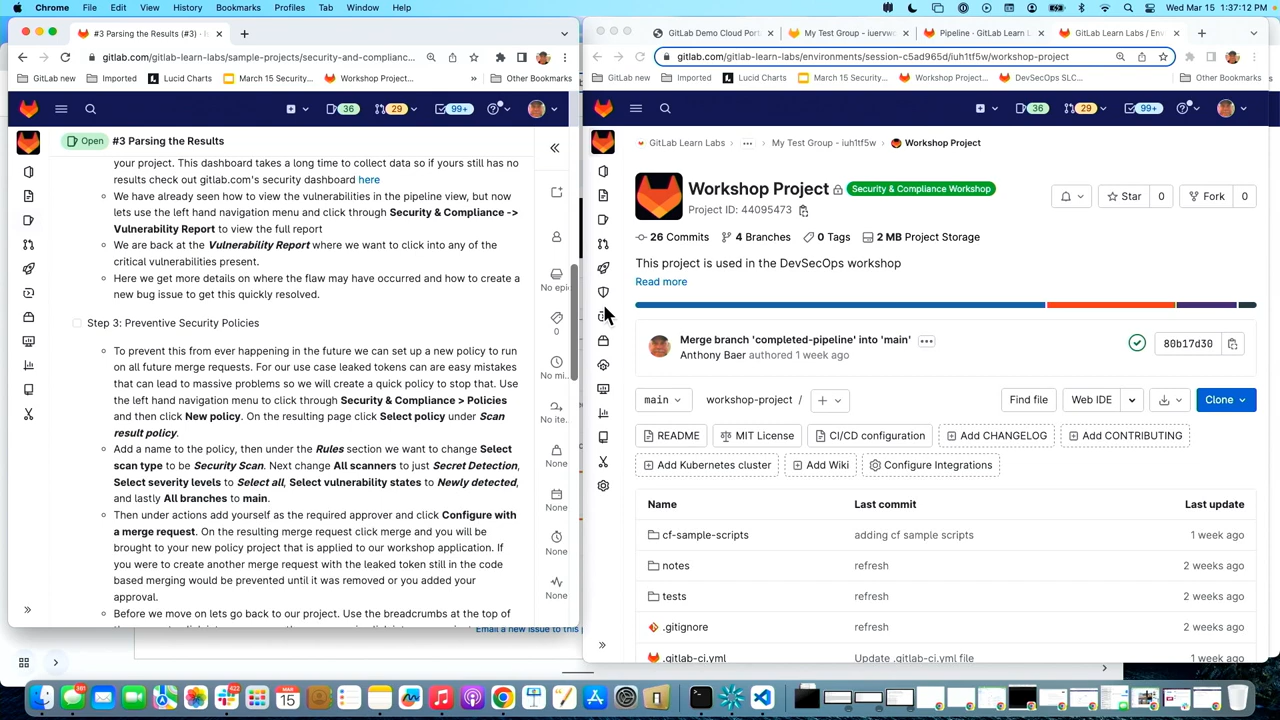 Chrome File Edit View History Bookmarks Profiles Tab Window Help Wed Mar 15 1:37:12 PM
#3 Parsing the Results (#3) · Is
gitlab.com/gitlab-learn-labs/sample-projects/security-and-complianc...
GitLab new Imported Lucid Charts March 15 Security... Workshop Project... » Other Bookmarks
36 29 99+
Open #3 Parsing the Results
your project. This dashboard takes a long time to collect data so if yours still has no
results check out gitlab.com's security dashboard here
We have already seen how to view the vulnerabilities in the pipeline view, but now
lets use the left hand navigation menu and click through Security & Compliance ->
Vulnerability Report to view the full report
We are back at the Vulnerability Report where we want to click into any of the
critical vulnerabilities present.
Here we get more details on where the flaw may have occurred and how to create a
new bug issue to get this quickly resolved.
Step 3: Preventive Security Policies
To prevent this from ever happening in the future we can set up a new policy to run
on all future merge requests. For our use case leaked tokens can are easy mistakes
that can lead to massive problems so we will create a quick policy to stop that. Use
the left hand navigation menu to click through Security & Compliance > Policies
and then click New policy. On the resulting page click Select policy under Scan
result policy.
Add a name to the policy, then under the Rules section we want to change Select
scan type to be Security Scan. Next change All scanners to just Secret Detection,
Select severity levels to Select all, Select vulnerability states to Newly detected,
and lastly All branches to main.
Then under actions add yourself as the required approver and click Configure with
a merge request. On the resulting merge request click merge and you will be
brought to your new policy project that is applied to our workshop application. If
you were to create another merge request with the leaked token still in the code
based merging would be prevented until it was removed or you added your
approval.
Before we move on lets go back to our project. Use the breadcrumbs at the top of
No epi
0
No mi...
No ite...
None
None
None
None
Email a new issue to this
GitLab Demo Cloud Port
My Test Group - iuervw
Pipeline · GitLab Learn L
GitLab Learn Labs / Env
gitlab.com/gitlab-learn-labs/environments/session-c5ad965d/iuh1tf5w/workshop-project
GitLab new Imported Lucid Charts March 15 Security... Workshop Project... DevSecOps SLC... Other Bookmarks
36 29 99+
GitLab Learn Labs › ... › My Test Group - iuh1tf5w › Workshop Project
Workshop Project Security & Compliance Workshop
Star 0 Fork 0
Project ID: 44095473
26 Commits 4 Branches 0 Tags 2 MB Project Storage
This project is used in the DevSecOps workshop
Read more
Merge branch 'completed-pipeline' into 'main' ...
Anthony Baer authored 1 week ago
80b17d30
main workshop-project / + Find file Web IDE Clone
README MIT License CI/CD configuration Add CHANGELOG Add CONTRIBUTING
Add Kubernetes cluster Add Wiki Configure Integrations
Name Last commit Last update
cf-sample-scripts adding cf sample scripts 1 week ago
notes refresh 2 weeks ago
tests refresh 2 weeks ago
.gitignore refresh 2 weeks ago
.gitlab-ci.yml Update .gitlab-ci.yml file 1 week ago
MAR
15